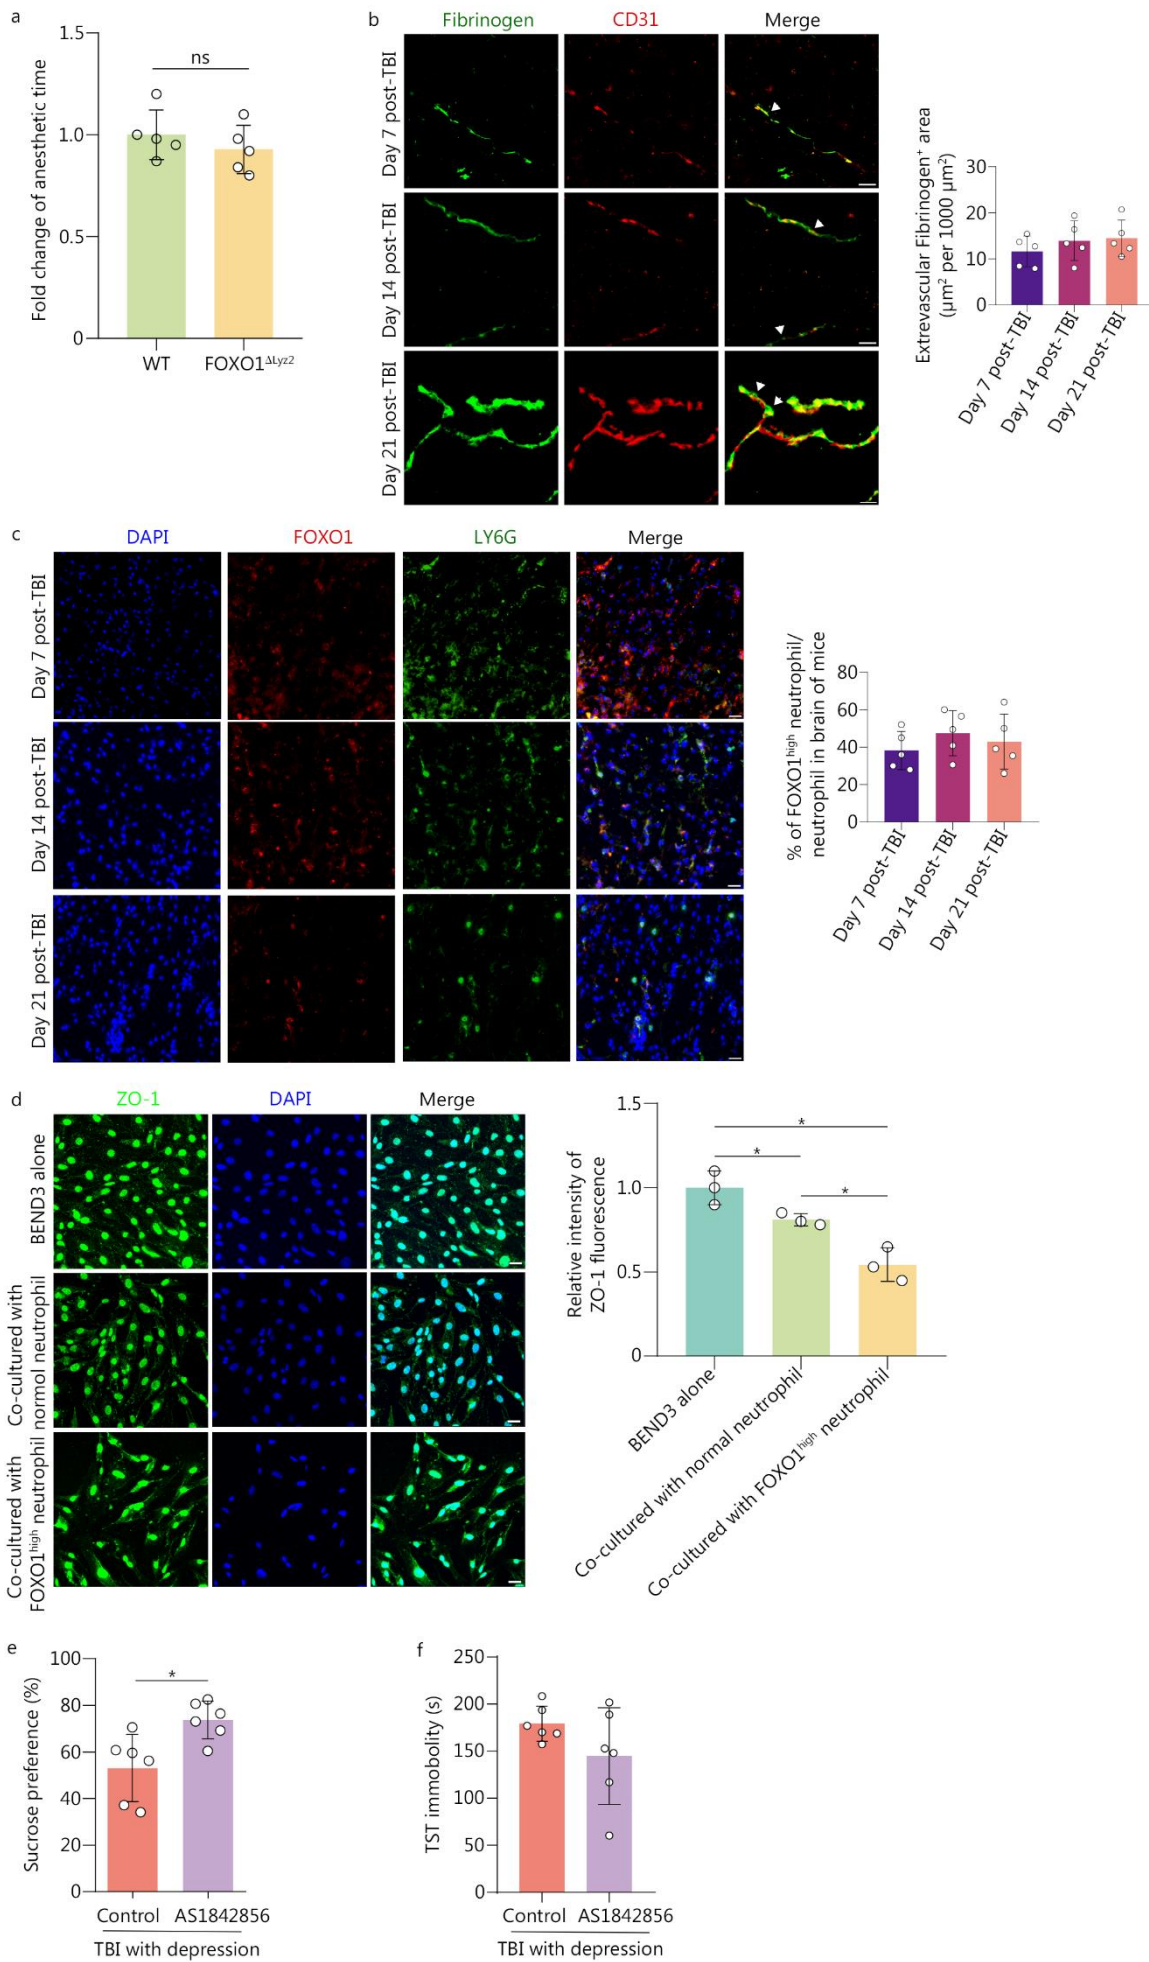 a
Fold change of anesthetic time
1.5
1.0
0.5
0
ns
WT
FOXO1ΔLyz2
b
Fibrinogen
CD31
Merge
Day 7 post-TBI
Day 14 post-TBI
Day 21 post-TBI
Extrevascular Fibrinogen⁺ area
(μm² per 1000 μm²)
30
20
10
0
Day 7 post-TBI
Day 14 post-TBI
Day 21 post-TBI
c
DAPI
FOXO1
LY6G
Merge
Day 7 post-TBI
Day 14 post-TBI
Day 21 post-TBI
% of FOXO1high neutrophil/
neutrophil in brain of mice
80
60
40
20
0
Day 7 post-TBI
Day 14 post-TBI
Day 21 post-TBI
d
ZO-1
DAPI
Merge
BEND3 alone
Co-cultured with
normal neutrophil
Co-cultured with
FOXO1high neutrophil
Relative intensity of
ZO-1 fluorescence
1.5
1.0
0.5
0
*
*
*
BEND3 alone
Co-cultured with normal neutrophil
Co-cultured with FOXO1high neutrophil
e
Sucrose preference (%)
100
80
60
40
20
0
*
Control
AS1842856
TBI with depression
f
TST immobolity (s)
250
200
150
100
50
0
Control
AS1842856
TBI with depression